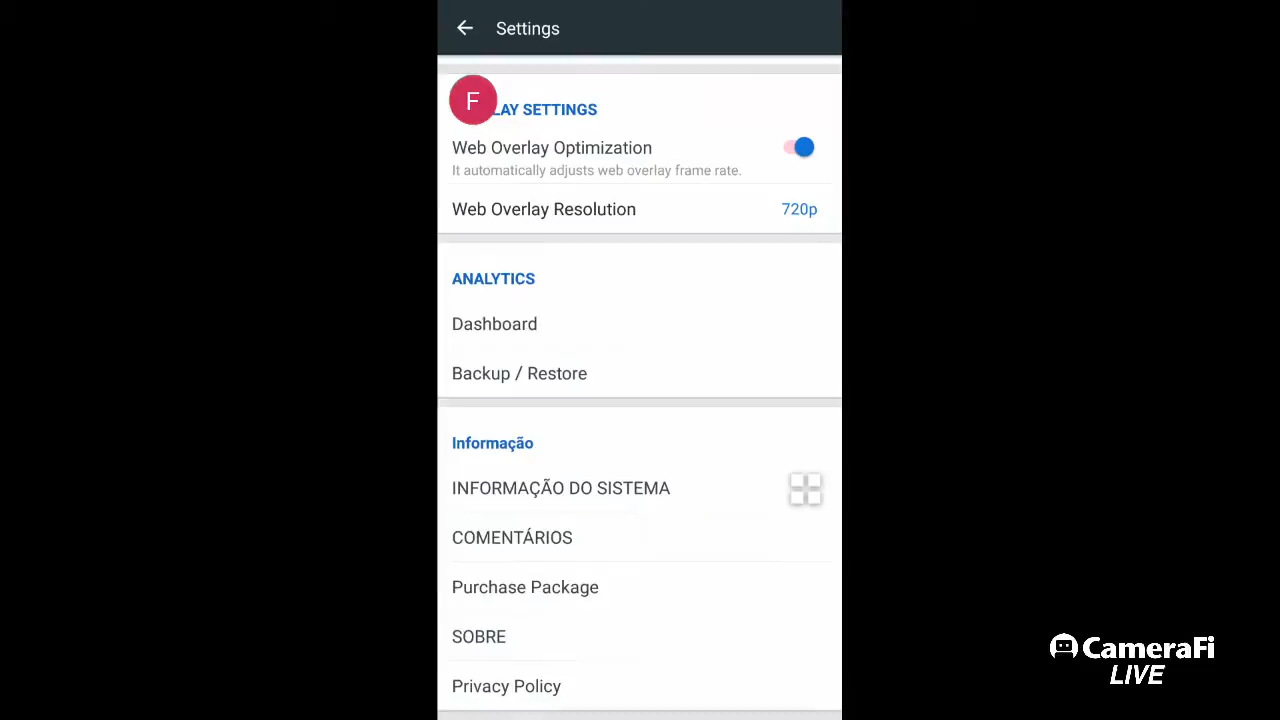 Settings
F
LAY SETTINGS
Web Overlay Optimization
It automatically adjusts web overlay frame rate.
Web Overlay Resolution 720p
ANALYTICS
Dashboard
Backup / Restore
Informação
INFORMAÇÃO DO SISTEMA
COMENTÁRIOS
Purchase Package
SOBRE
Privacy Policy
CameraFi
LIVE